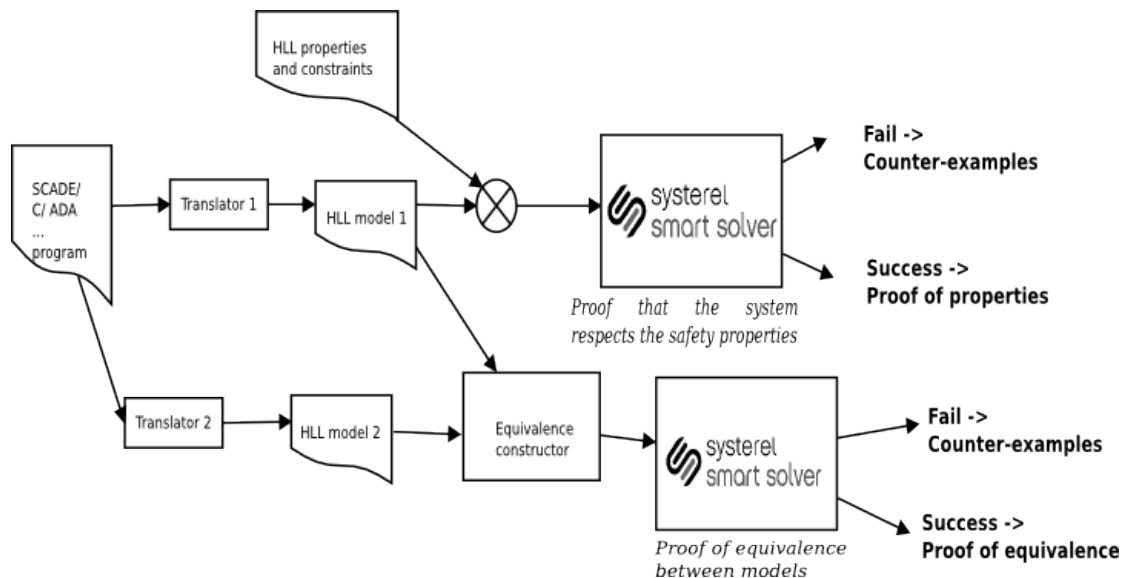 HLL properties
and constraints
SCADE/
C/ ADA
...
program
Translator 1
HLL model 1
systerel
smart solver
Fail ->
Counter-examples
Success ->
Proof of properties
Proof that the system
respects the safety properties
Translator 2
HLL model 2
Equivalence
constructor
systerel
smart solver
Fail ->
Counter-examples
Success ->
Proof of equivalence
Proof of equivalence
between models